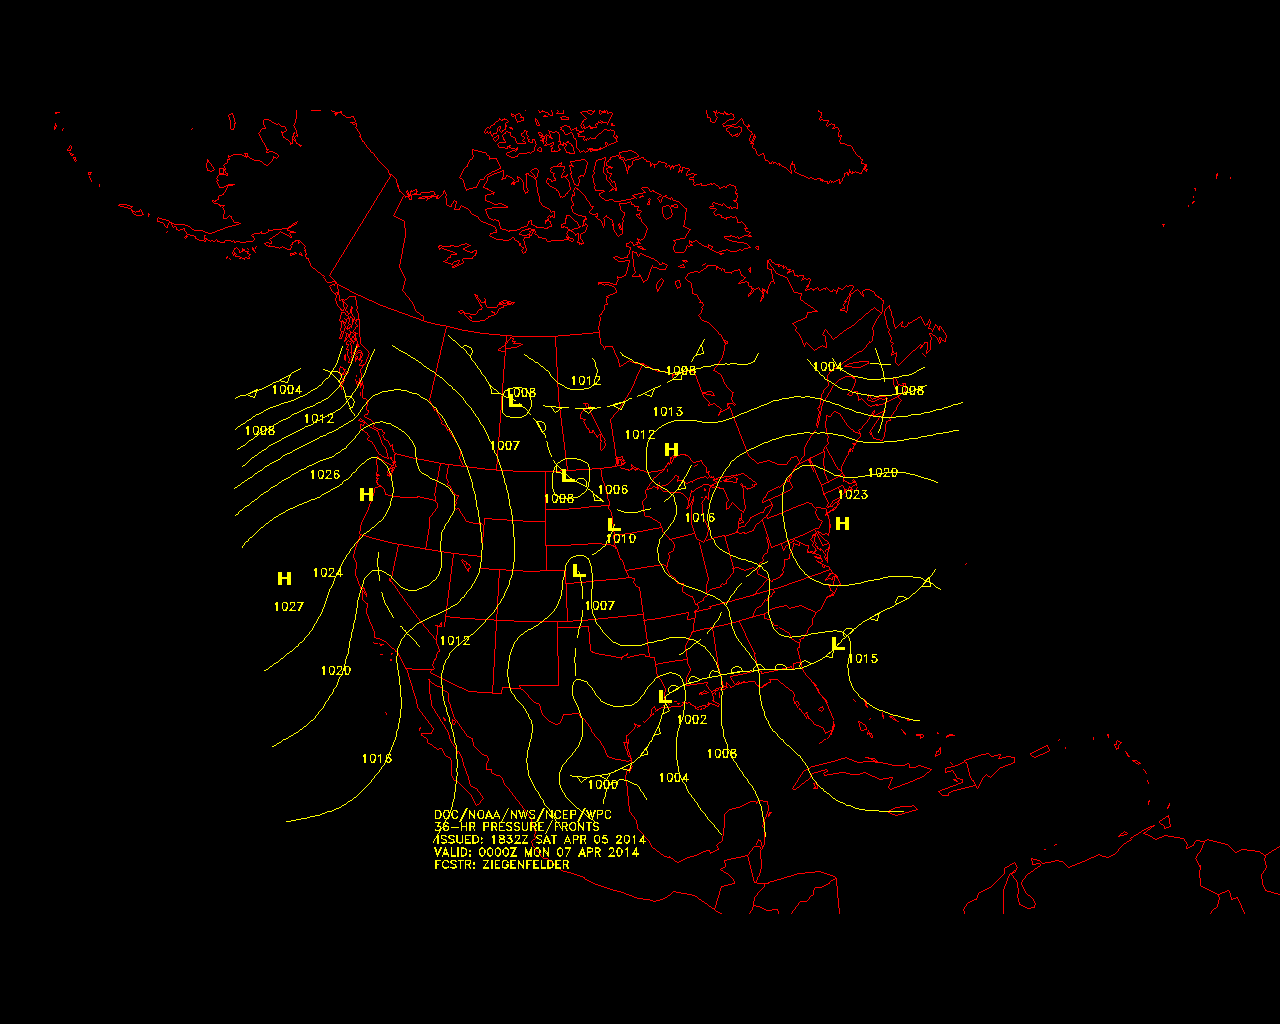 1004
1008
1012
1026
H
1024
H
1027
1020
1016
1012
1008
L
1012
1007
L
1008
1006
L
1010
L
1007
1008
1013
1012
H
1016
1004
1008
1020
1023
H
L
1015
L
1002
1004
1008
1000
DOC/NOAA/NWS/NCEP/WPC
36-HR PRESSURE/FRONTS
ISSUED: 1832Z SAT APR 05 2014
VALID: 0000Z MON 07 APR 2014
FCSTR: ZIEGENFELDER